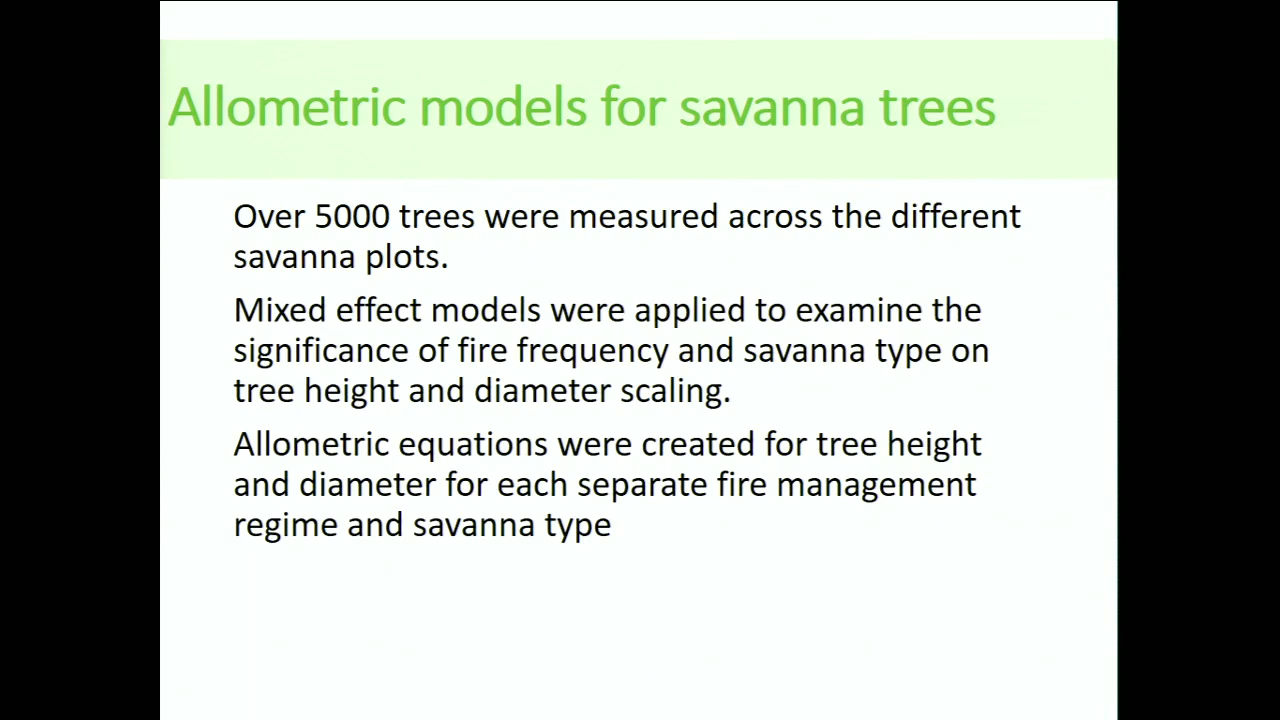 Allometric models for savanna trees
Over 5000 trees were measured across the different
savanna plots.
Mixed effect models were applied to examine the
significance of fire frequency and savanna type on
tree height and diameter scaling.
Allometric equations were created for tree height
and diameter for each separate fire management
regime and savanna type